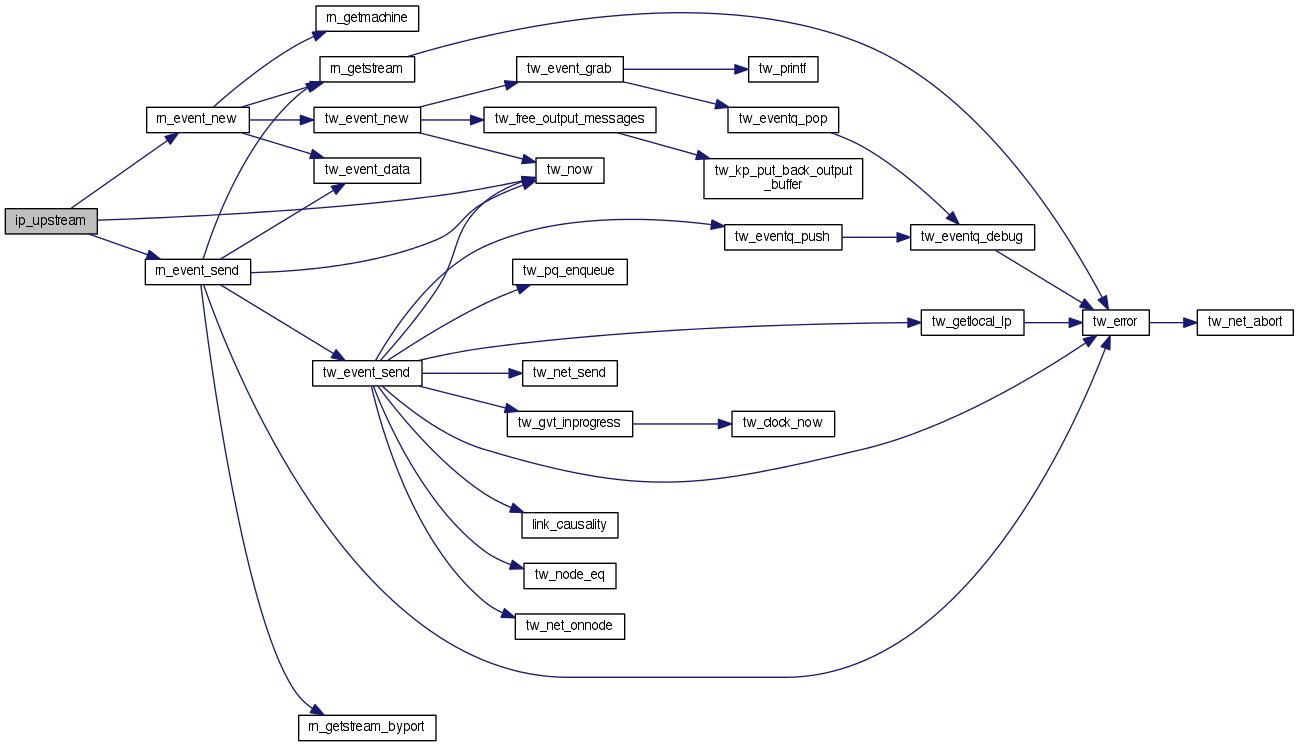 rn_getmachine
rn_getstream
tw_event_grab
tw_printf
rn_event_new
tw_event_new
tw_free_output_messages
tw_eventq_pop
tw_event_data
tw_now
tw_kp_put_back_output
_buffer
ip_upstream
tw_eventq_push
tw_eventq_debug
rn_event_send
tw_pq_enqueue
tw_getlocal_lp
tw_error
tw_net_abort
tw_event_send
tw_net_send
tw_gvt_inprogress
tw_clock_now
link_causality
tw_node_eq
tw_net_onnode
rn_getstream_byport